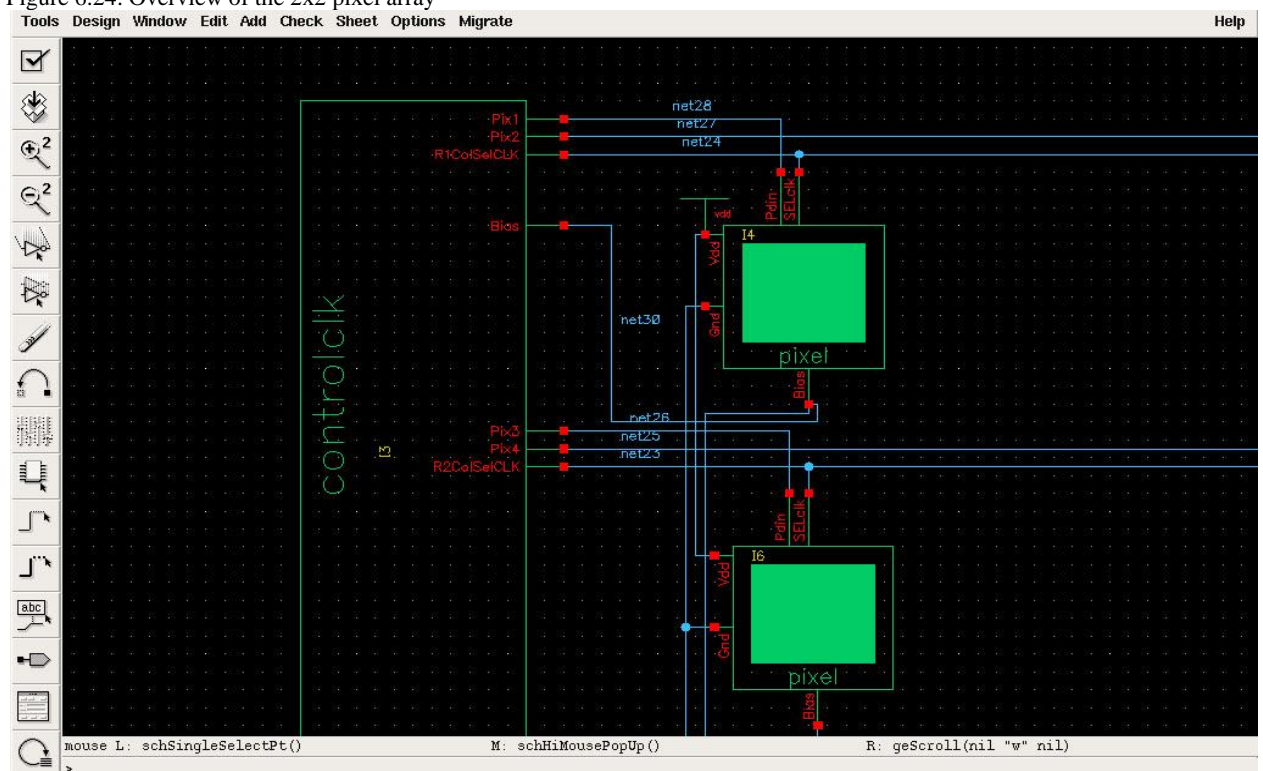 Figure 6.24: Overview of the 2x2 pixel array
Tools Design Window Edit Add Check Sheet Options Migrate Help
net28
Pix1
net27
Pix2
net24
R1ColSelCLK
Pdin
SELclk
vdd
Bias
I4
Vdd
controlclk
net30
Gnd
pixel
Bias
net26
Pix3
net25
Pix4
I3
net23
R2ColSelCLK
Pdin
SELclk
I6
Vdd
Gnd
pixel
Bias
2
2
abc
mouse L: schSingleSelectPt() M: schHiMousePopUp() R: geScroll(nil "w" nil)
>